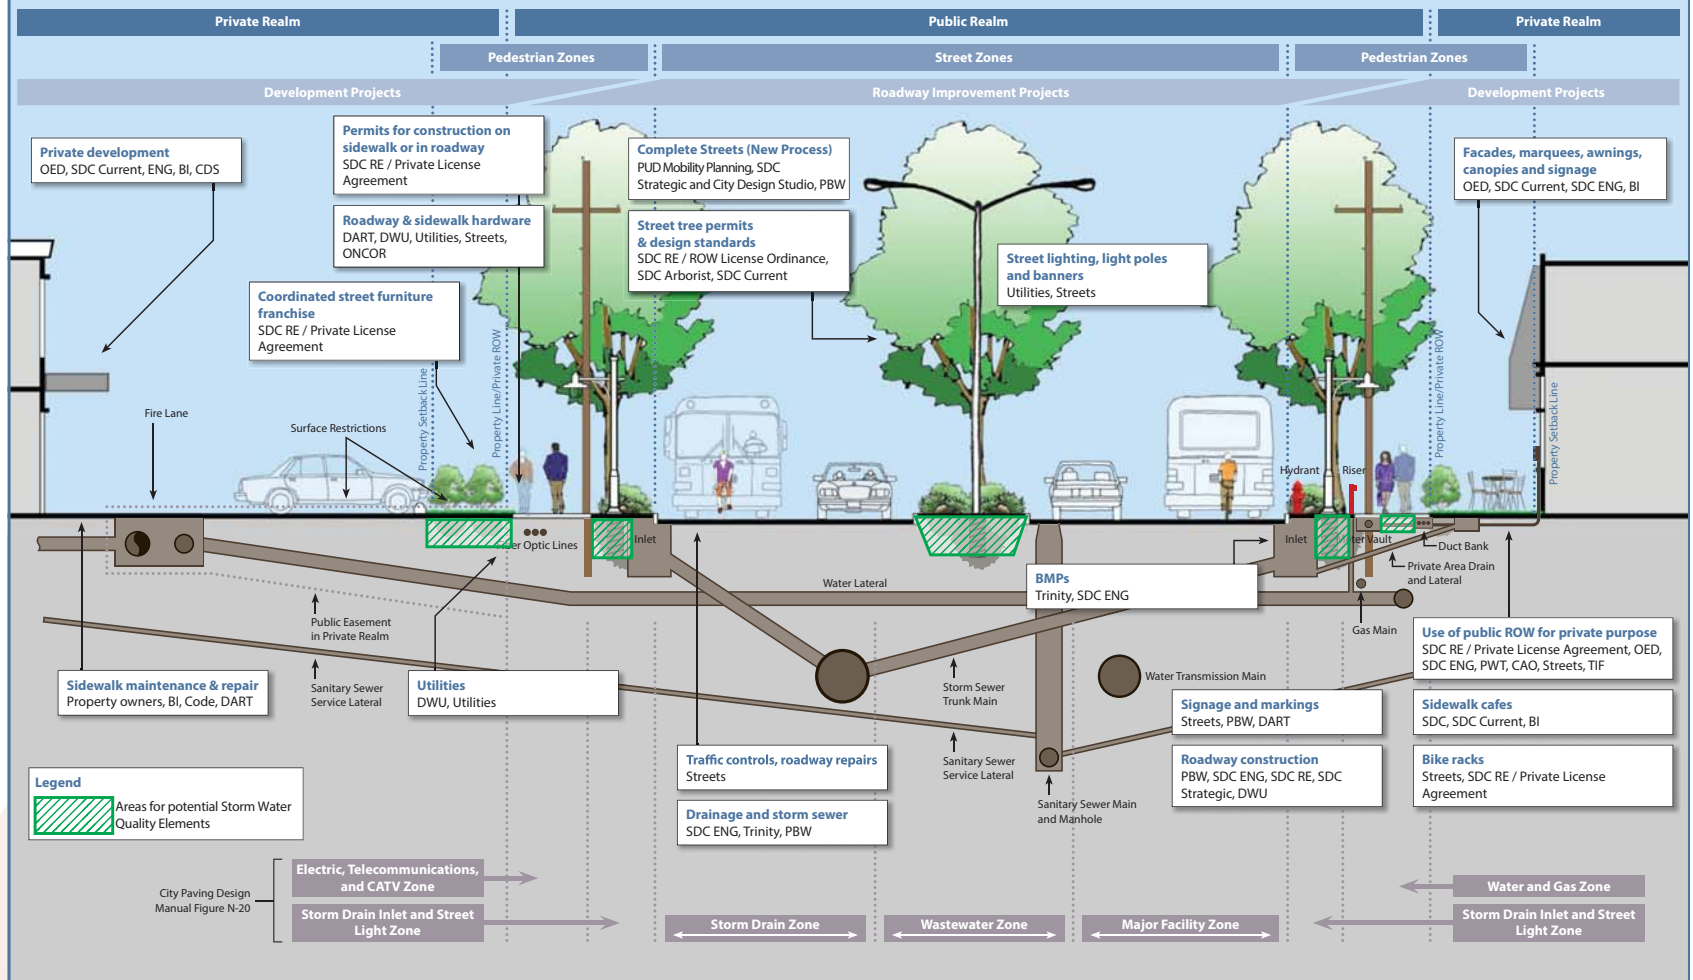 Private Realm
Public Realm
Private Realm
Pedestrian Zones
Street Zones
Pedestrian Zones
Development Projects
Roadway Improvement Projects
Development Projects
Private development
OED, SDC Current, ENG, BI, CDS
Permits for construction on
sidewalk or in roadway
SDC RE / Private License
Agreement
Roadway & sidewalk hardware
DART, DWU, Utilities, Streets,
ONCOR
Coordinated street furniture
franchise
SDC RE / Private License
Agreement
Complete Streets (New Process)
PUD Mobility Planning, SDC
Strategic and City Design Studio, PBW
Street tree permits
& design standards
SDC RE / ROW License Ordinance,
SDC Arborist, SDC Current
Street lighting, light poles
and banners
Utilities, Streets
Facades, marquees, awnings,
canopies and signage
OED, SDC Current, SDC ENG, BI
Property Setback Line
Property Line/Private ROW
Property Line/Private ROW
Property Setback Line
Fire Lane
Surface Restrictions
Hydrant
Riser
Fiber Optic Lines
Inlet
Inlet
Meter Vault
Duct Bank
Private Area Drain
and Lateral
Water Lateral
BMPs
Trinity, SDC ENG
Gas Main
Public Easement
in Private Realm
Sanitary Sewer
Service Lateral
Sidewalk maintenance & repair
Property owners, BI, Code, DART
Utilities
DWU, Utilities
Storm Sewer
Trunk Main
Water Transmission Main
Sanitary Sewer
Service Lateral
Sanitary Sewer Main
and Manhole
Traffic controls, roadway repairs
Streets
Drainage and storm sewer
SDC ENG, Trinity, PBW
Signage and markings
Streets, PBW, DART
Roadway construction
PBW, SDC ENG, SDC RE, SDC
Strategic, DWU
Use of public ROW for private purpose
SDC RE / Private License Agreement, OED,
SDC ENG, PWT, CAO, Streets, TIF
Sidewalk cafes
SDC, SDC Current, BI
Bike racks
Streets, SDC RE / Private License
Agreement
Legend
Areas for potential Storm Water
Quality Elements
City Paving Design
Manual Figure N-20
Electric, Telecommunications,
and CATV Zone
Storm Drain Inlet and Street
Light Zone
Storm Drain Zone
Wastewater Zone
Major Facility Zone
Water and Gas Zone
Storm Drain Inlet and Street
Light Zone